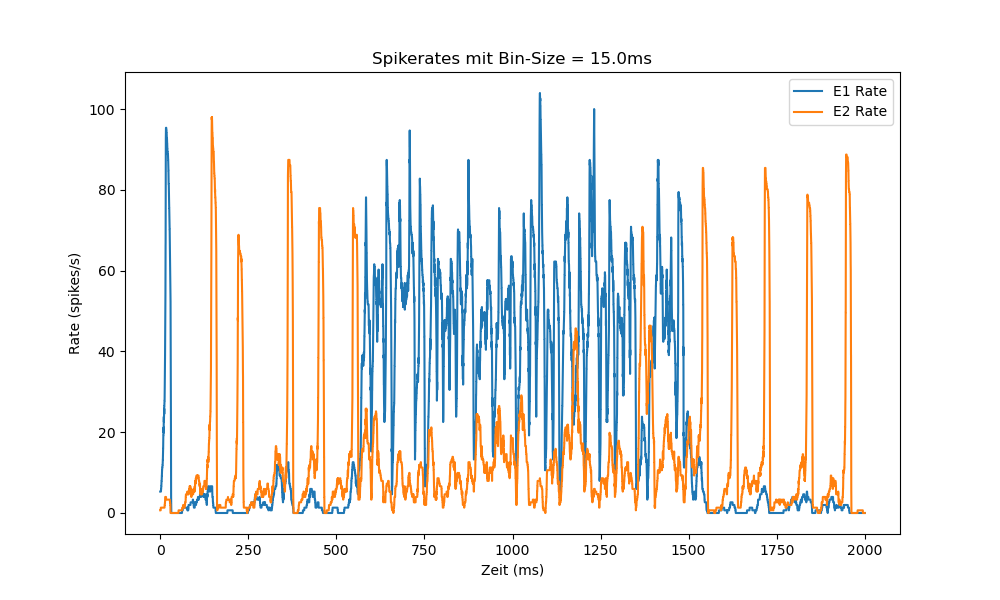 Spikerates mit Bin-Size = 15.0ms
E1 Rate
E2 Rate
Rate (spikes/s)
100
80
60
40
20
0
0 250 500 750 1000 1250 1500 1750 2000
Zeit (ms)